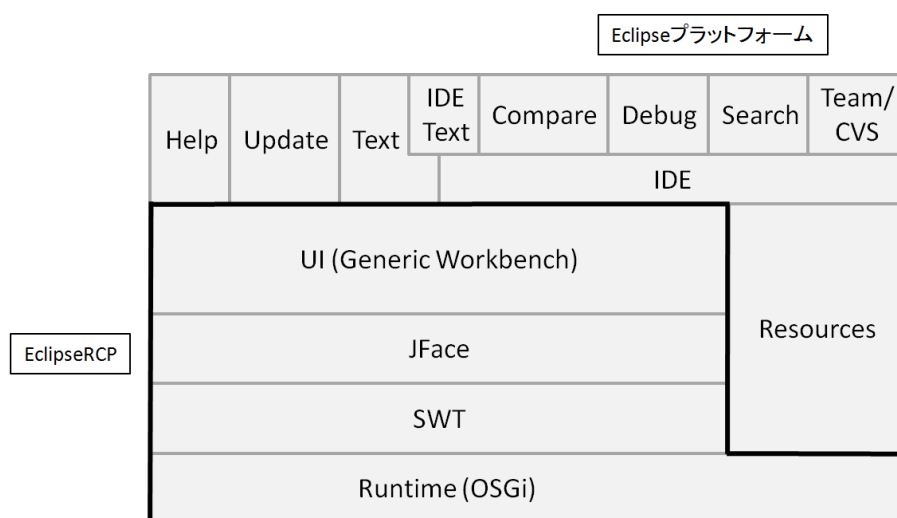 Eclipseプラットフォーム
Help
Update
Text
IDE
Text
Compare
Debug
Search
Team/
CVS
IDE
UI (Generic Workbench)
Resources
EclipseRCP
JFace
SWT
Runtime (OSGi)